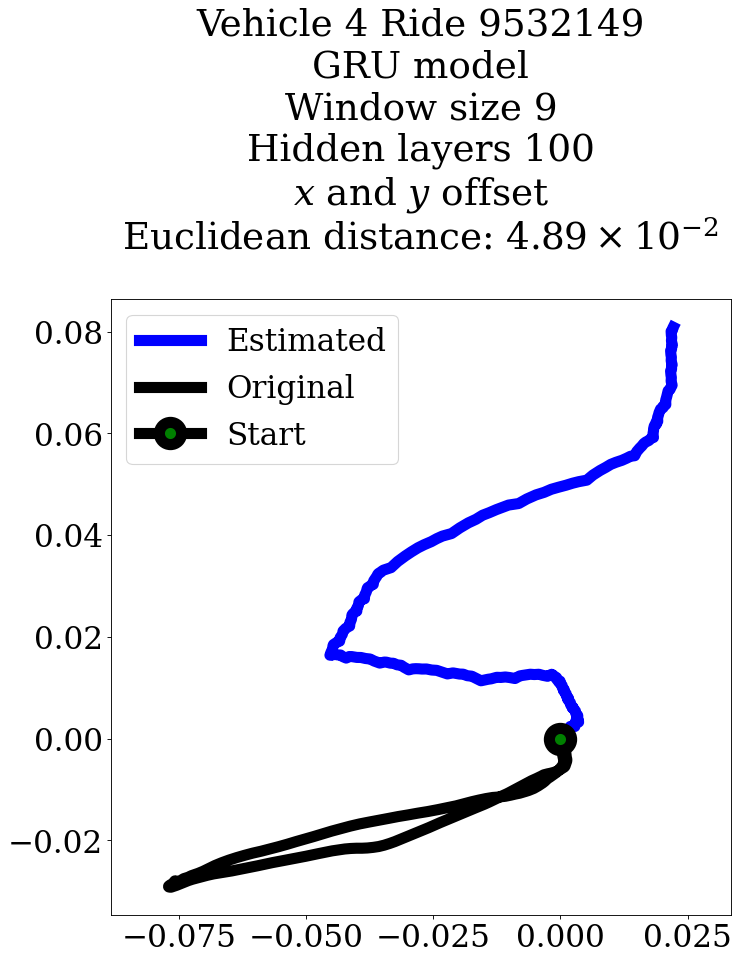 Vehicle 4 Ride 9532149
GRU model
Window size 9
Hidden layers 100
x and y offset
Euclidean distance: 4.89 × 10⁻²
Estimated
Original
Start
0.08
0.06
0.04
0.02
0.00
−0.02
−0.075 −0.050 −0.025 0.000 0.025